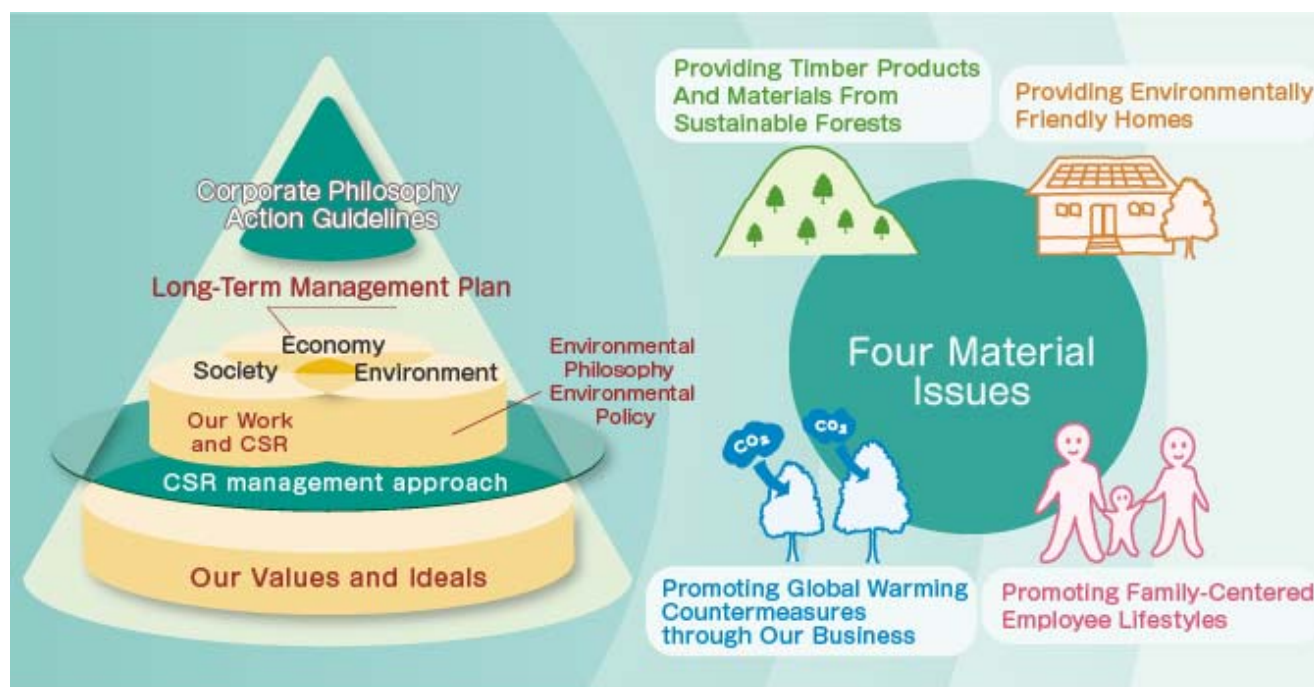 Corporate Philosophy
Action Guidelines
Long-Term Management Plan
Economy
Society
Environment
Environmental
Philosophy
Environmental
Policy
Our Work
and CSR
CSR management approach
Our Values and Ideals
Providing Timber Products
And Materials From
Sustainable Forests
Providing Environmentally
Friendly Homes
Four Material
Issues
CO₂
CO₂
Promoting Global Warming
Countermeasures
through Our Business
Promoting Family-Centered
Employee Lifestyles